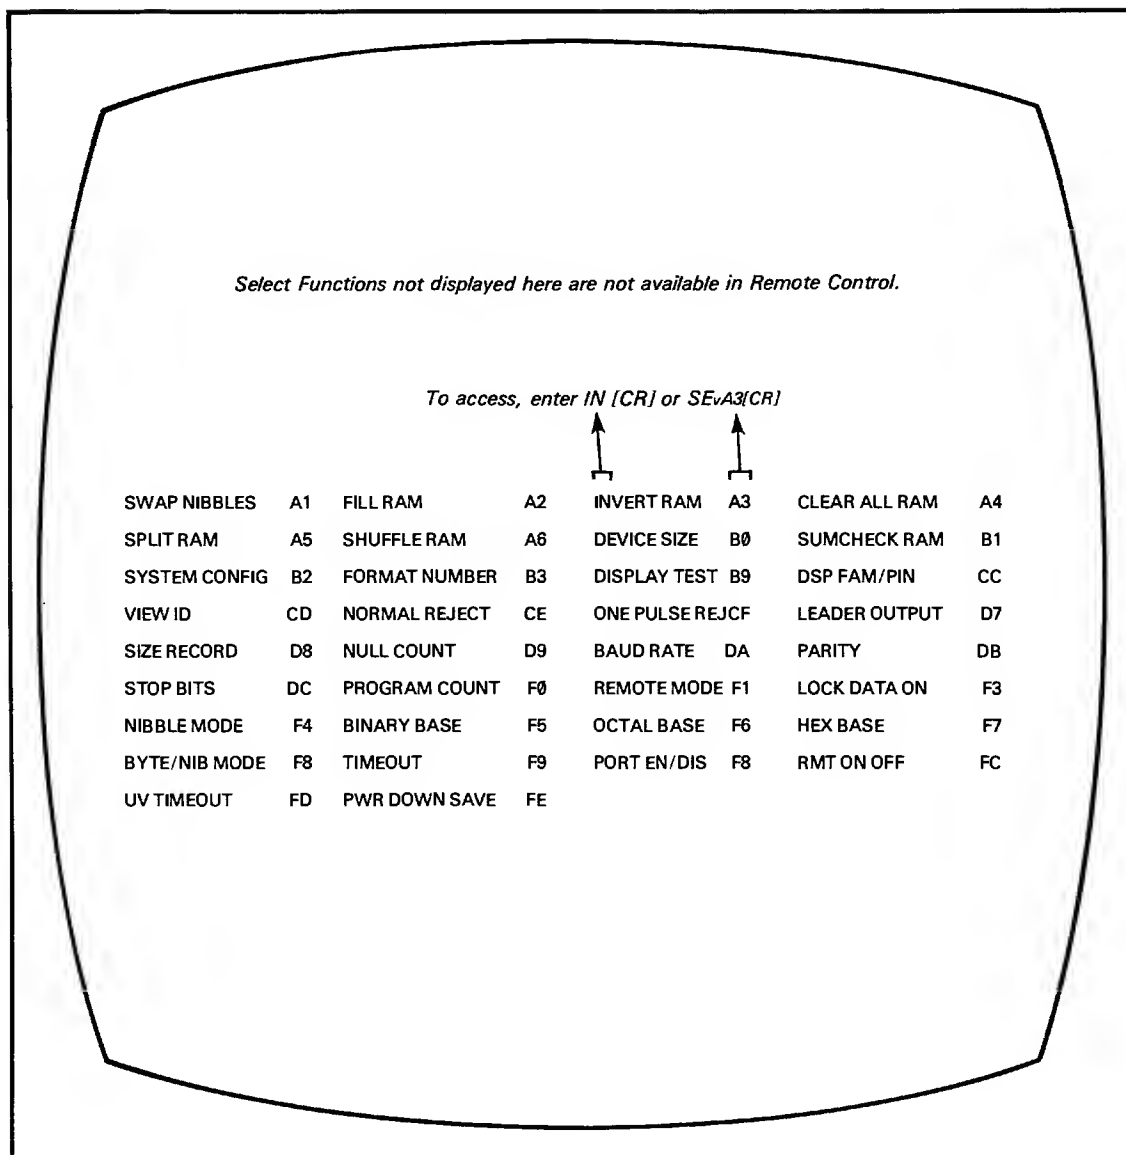 Select Functions not displayed here are not available in Remote Control.
To access, enter IN [CR] or SEvA3[CR]
SWAP NIBBLES A1 FILL RAM A2 INVERT RAM A3 CLEAR ALL RAM A4
SPLIT RAM A5 SHUFFLE RAM A6 DEVICE SIZE BØ SUMCHECK RAM B1
SYSTEM CONFIG B2 FORMAT NUMBER B3 DISPLAY TEST B9 DSP FAM/PIN CC
VIEW ID CD NORMAL REJECT CE ONE PULSE REJ CF LEADER OUTPUT D7
SIZE RECORD D8 NULL COUNT D9 BAUD RATE DA PARITY DB
STOP BITS DC PROGRAM COUNT FØ REMOTE MODE F1 LOCK DATA ON F3
NIBBLE MODE F4 BINARY BASE F5 OCTAL BASE F6 HEX BASE F7
BYTE/NIB MODE F8 TIMEOUT F9 PORT EN/DIS F8 RMT ON OFF FC
UV TIMEOUT FD PWR DOWN SAVE FE